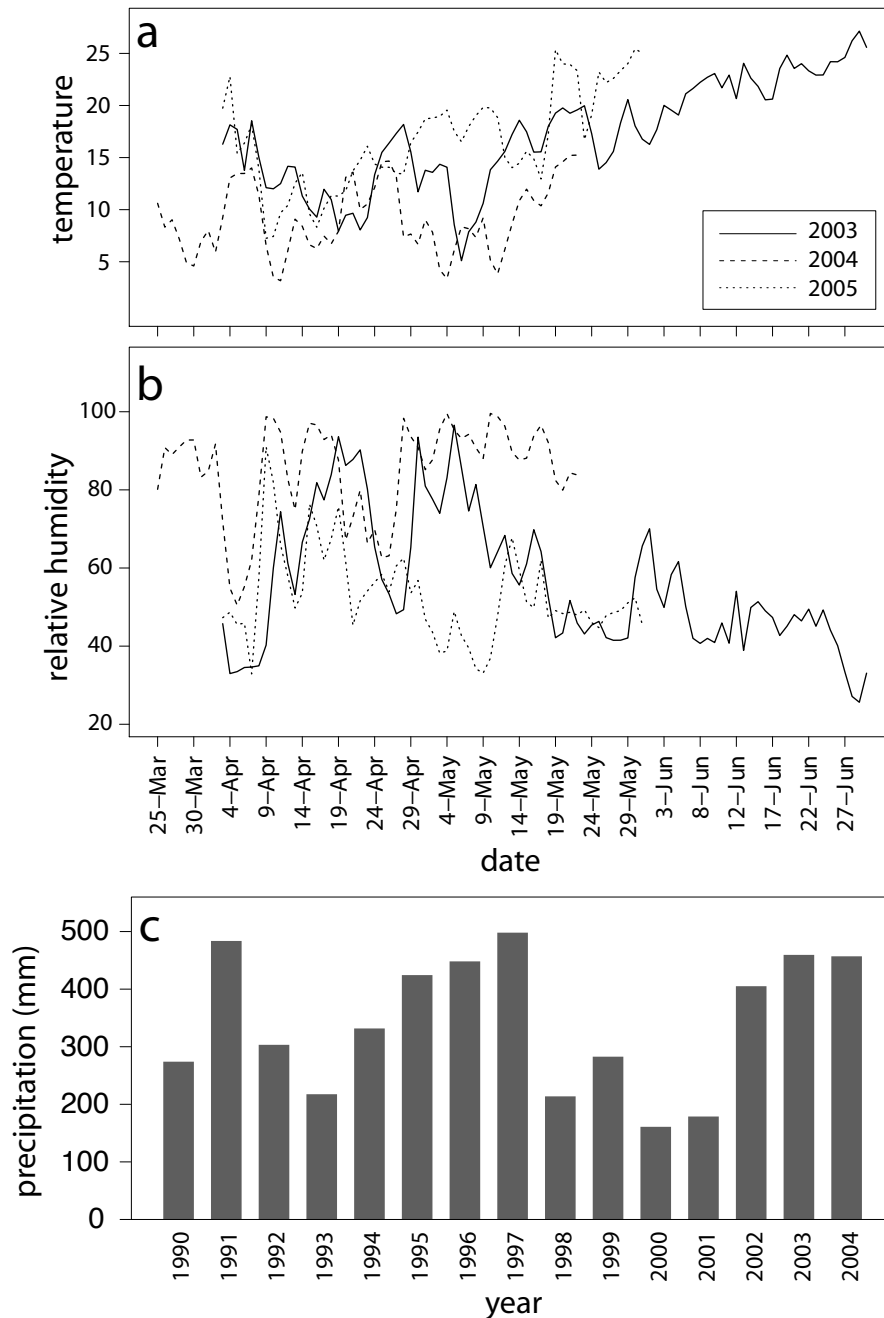 a
temperature
25
20
15
10
5
2003
2004
2005
b
relative humidity
100
80
60
40
20
25–Mar
30–Mar
4–Apr
9–Apr
14–Apr
19–Apr
24–Apr
29–Apr
4–May
9–May
14–May
19–May
24–May
29–May
3–Jun
8–Jun
12–Jun
17–Jun
22–Jun
27–Jun
date
c
precipitation (mm)
500
400
300
200
100
0
1990
1991
1992
1993
1994
1995
1996
1997
1998
1999
2000
2001
2002
2003
2004
year